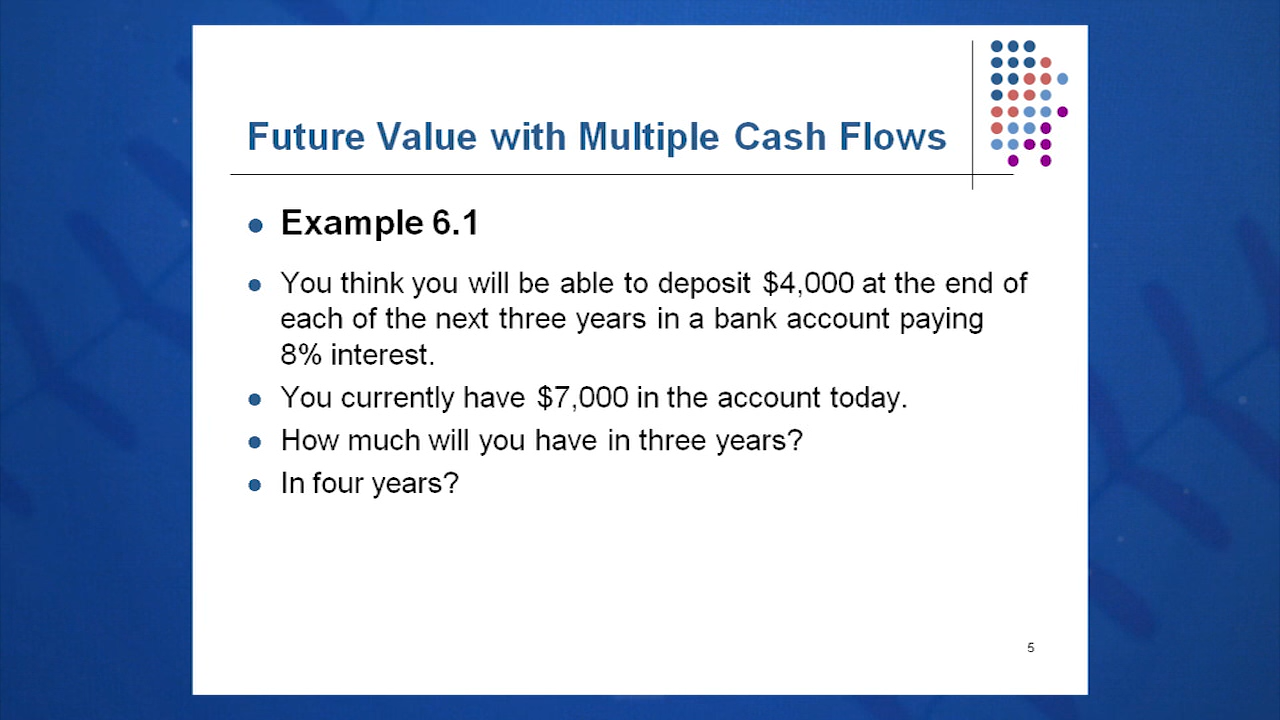 Future Value with Multiple Cash Flows
Example 6.1
You think you will be able to deposit $4,000 at the end of
each of the next three years in a bank account paying
8% interest.
You currently have $7,000 in the account today.
How much will you have in three years?
In four years?
5